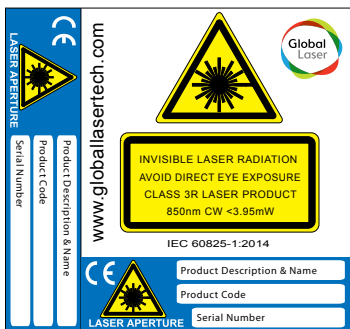 CE
LASER APERTURE
Serial Number
Product Code
Product Description & Name
www.globallasertech.com
Global
Laser
INVISIBLE LASER RADIATION
AVOID DIRECT EYE EXPOSURE
CLASS 3R LASER PRODUCT
850nm CW <3.95mW
IEC 60825-1:2014
CE
LASER APERTURE
Product Description & Name
Product Code
Serial Number